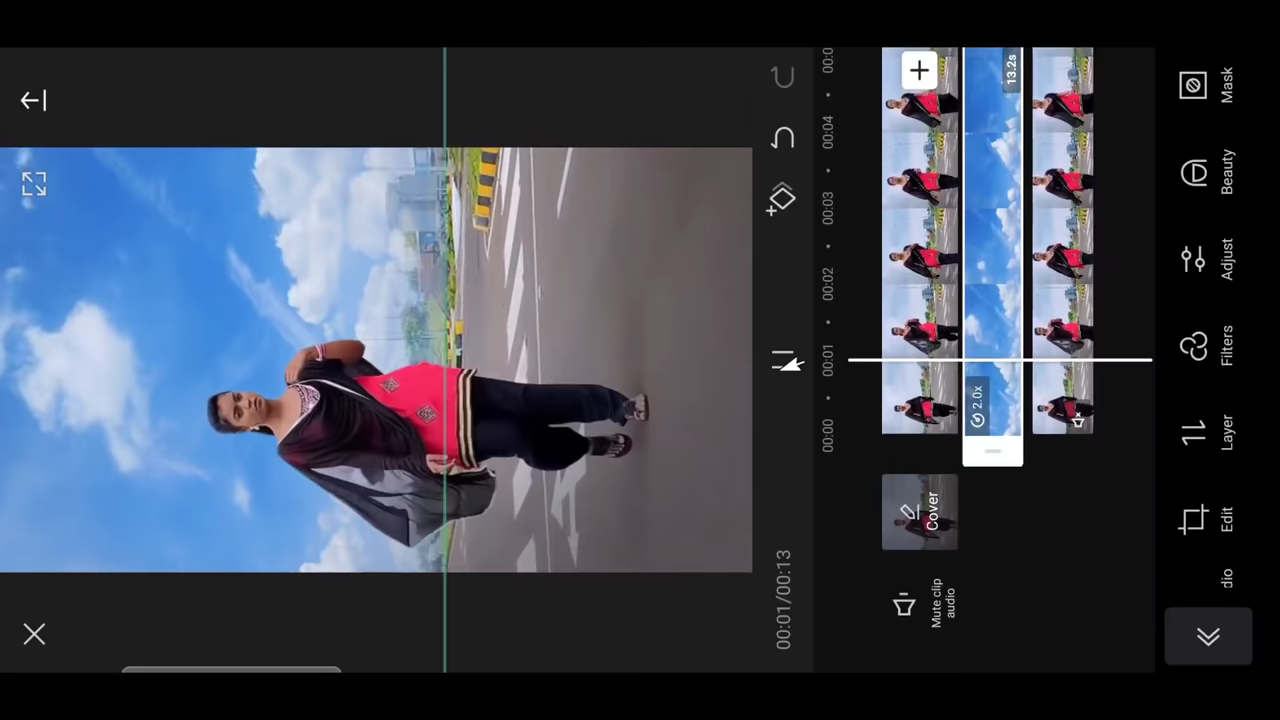 00:01/00:13
00:00 • 00:01 • 00:02 • 00:03 • 00:04 • 00:0
Mute clip
audio
Cover
2.0x
13.2s
dio Edit Layer Filters Adjust Beauty Mask